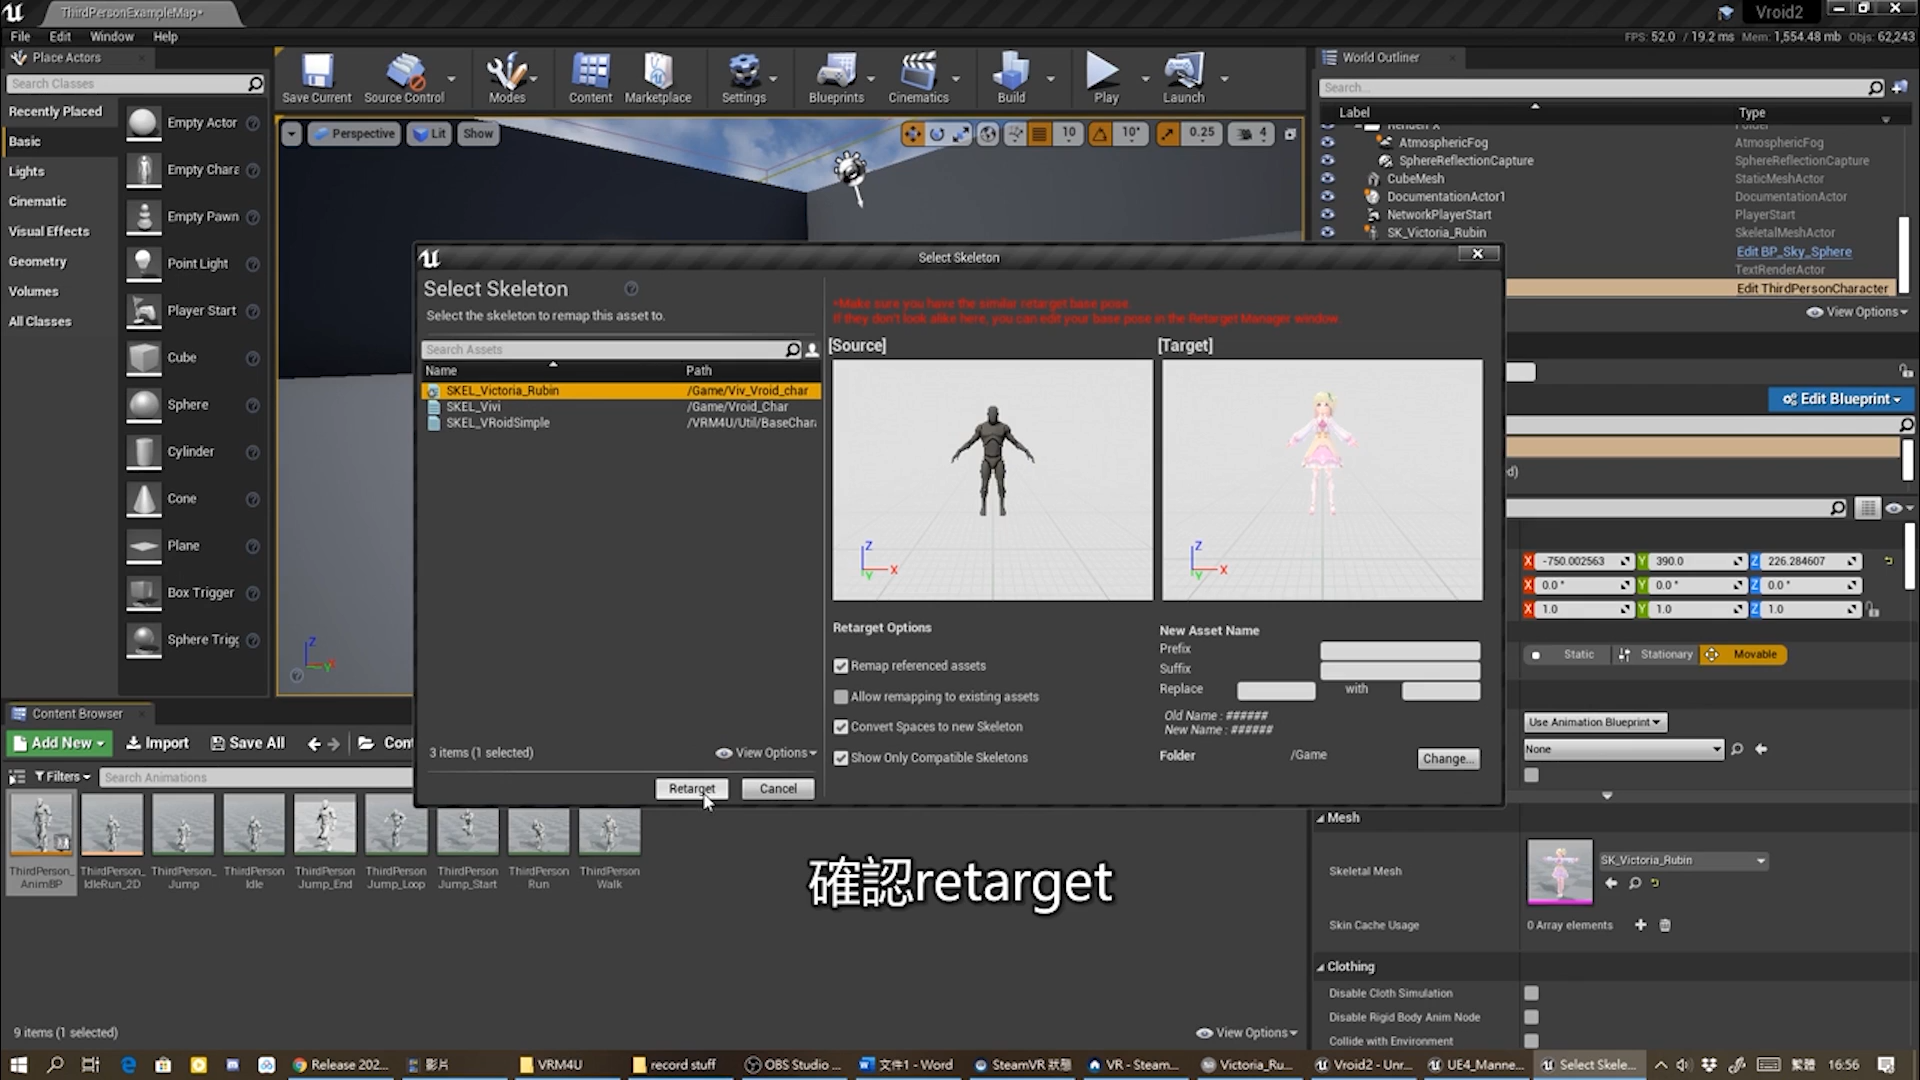 ThirdPersonExampleMap*
Vroid2
File Edit Window Help
FPS: 52.0 / 19.2 ms Mem: 1,554.48 mb Objs: 62,243
Place Actors
Search Classes
Recently Placed
Basic
Lights
Cinematic
Visual Effects
Geometry
Volumes
All Classes
Empty Actor
Empty Chara
Empty Pawn
Point Light
Player Start
Cube
Sphere
Cylinder
Cone
Plane
Box Trigger
Sphere Trigg
Save Current Source Control Modes Content Marketplace Settings Blueprints Cinematics Build Play Launch
Perspective Lit Show
10 10° 0.25 4
World Outliner
Search...
Label Type
AtmosphericFog AtmosphericFog
SphereReflectionCapture SphereReflectionCapture
CubeMesh StaticMeshActor
DocumentationActor1 DocumentationActor
NetworkPlayerStart PlayerStart
SK_Victoria_Rubin SkeletalMeshActor
Edit BP_Sky_Sphere
TextRenderActor
Edit ThirdPersonCharacter
View Options
Edit Blueprint
Select Skeleton
Select Skeleton
Select the skeleton to remap this asset to.
Search Assets
Name Path
SKEL_Victoria_Rubin /Game/Viv_Vroid_char
SKEL_Vivi /Game/Vroid_Char
SKEL_VRoidSimple /VRM4U/Util/BaseChara
3 items (1 selected) View Options
Retarget Cancel
*Make sure you have the similar retarget base pose.
If they don't look alike here, you can edit your base pose in the Retarget Manager window.
[Source] [Target]
Z X Y
Z X Y
Retarget Options
Remap referenced assets
Allow remapping to existing assets
Convert Spaces to new Skeleton
Show Only Compatible Skeletons
New Asset Name
Prefix
Suffix
Replace with
Old Name : ######
New Name : ######
Folder /Game Change...
X -750.002563 Y 390.0 Z 226.284607
X 0.0° Y 0.0° Z 0.0°
X 1.0 Y 1.0 Z 1.0
Static Stationary Movable
Use Animation Blueprint
None
Mesh
Skeletal Mesh SK_Victoria_Rubin
Skin Cache Usage 0 Array elements
Clothing
Disable Cloth Simulation
Disable Rigid Body Anim Node
Collide with Environment
Content Browser
Add New Import Save All Cont
Filters Search Animations
ThirdPerson_AnimBP
ThirdPerson_IdleRun_2D
ThirdPerson_Jump
ThirdPerson Idle
ThirdPerson Jump_End
ThirdPerson Jump_Loop
ThirdPerson Jump_Start
ThirdPerson Run
ThirdPerson Walk
確認retarget
9 items (1 selected) View Options
Release 202... 影片 VRM4U record stuff OBS Studio ... 文件1 - Word SteamVR 狀態 VR - Steam... Victoria_Ru... Vroid2 - Unr... UE4_Manne... Select Skele... 繁體 16:56